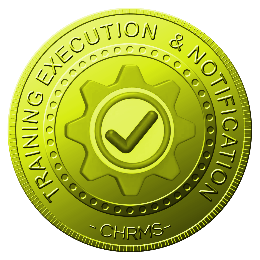 TRAINING EXECUTION & NOTIFICATION
- CHRMS -